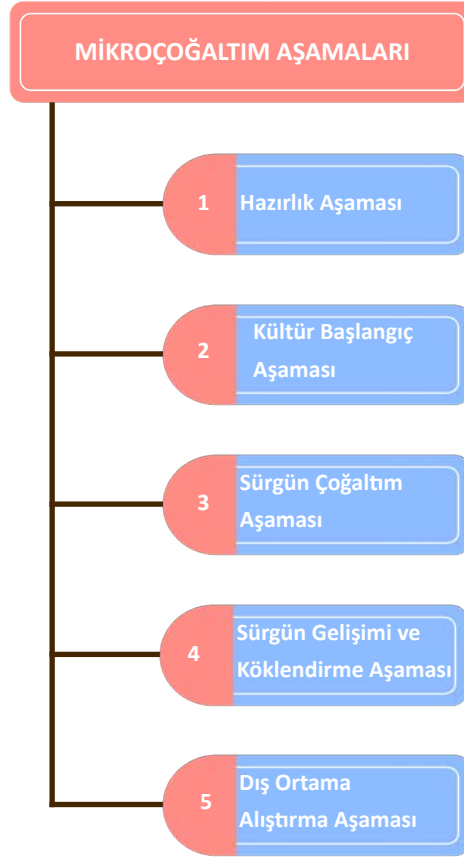 MİKROÇOĞALTIM AŞAMALARI
1
Hazırlık Aşaması
2
Kültür Başlangıç
Aşaması
3
Sürgün Çoğaltım
Aşaması
4
Sürgün Gelişimi ve
Köklendirme Aşaması
5
Dış Ortama
Alıştırma Aşaması